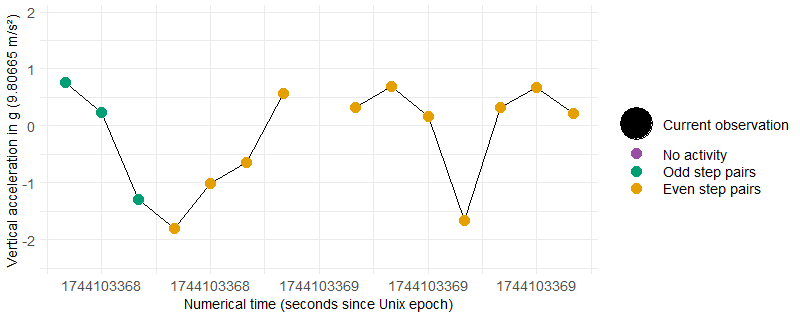 Vertical acceleration in g (9.80665 m/s²)
2
1
0
-1
-2
1744103368
1744103368
1744103369
1744103369
1744103369
Numerical time (seconds since Unix epoch)
Current observation
No activity
Odd step pairs
Even step pairs